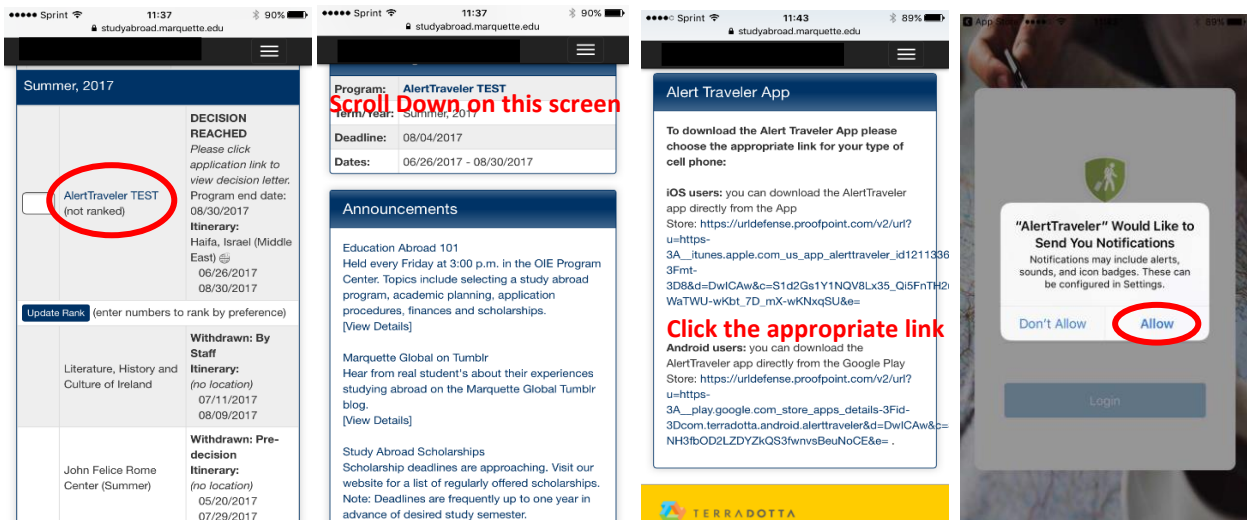 Sprint 11:37 90%
studyabroad.marquette.edu
Summer, 2017
AlertTraveler TEST
(not ranked)
DECISION
REACHED
Please click
application link to
view decision letter.
Program end date:
08/30/2017
Itinerary:
Haifa, Israel (Middle
East)
06/26/2017
08/30/2017
Update Rank (enter numbers to rank by preference)
Literature, History and
Culture of Ireland
Withdrawn: By
Staff
Itinerary:
(no location)
07/11/2017
08/09/2017
John Felice Rome
Center (Summer)
Withdrawn: Pre-
decision
Itinerary:
(no location)
05/20/2017
07/29/2017
Sprint 11:37 90%
studyabroad.marquette.edu
Program: AlertTraveler TEST
Scroll Down on this screen
Term/Year: Summer, 2017
Deadline: 08/04/2017
Dates: 06/26/2017 - 08/30/2017
Announcements
Education Abroad 101
Held every Friday at 3:00 p.m. in the OIE Program
Center. Topics include selecting a study abroad
program, academic planning, application
procedures, finances and scholarships.
[View Details]
Marquette Global on Tumblr
Hear from real student's about their experiences
studying abroad on the Marquette Global Tumblr
blog.
[View Details]
Study Abroad Scholarships
Scholarship deadlines are approaching. Visit our
website for a list of regularly offered scholarships.
Note: Deadlines are frequently up to one year in
advance of desired study semester.
Sprint 11:43 89%
studyabroad.marquette.edu
Alert Traveler App
To download the Alert Traveler App please
choose the appropriate link for your type of
cell phone:
iOS users: you can download the AlertTraveler
app directly from the App
Store: https://urldefense.proofpoint.com/v2/url?
u=https-
3A__itunes.apple.com_us_app_alerttraveler_id1211336
3Fmt-
3D8&d=DwICAw&c=S1d2Gs1Y1NQV8Lx35_Qi5FnTH2
WaTWU-wKbt_7D_mX-wKNxqSU&e=
Click the appropriate link
Android users: you can download the
AlertTraveler app directly from the Google Play
Store: https://urldefense.proofpoint.com/v2/url?
u=https-
3A__play.google.com_store_apps_details-3Fid-
3Dcom.terradotta.android.alerttraveler&d=DwICAw&c=
NH3fbOD2LZDYZkQS3fwnvsBeuNoCE&e= .
TERRADOTTA
App Store 11:43 89%
"AlertTraveler" Would Like to
Send You Notifications
Notifications may include alerts,
sounds, and icon badges. These can
be configured in Settings.
Don't Allow Allow
Login